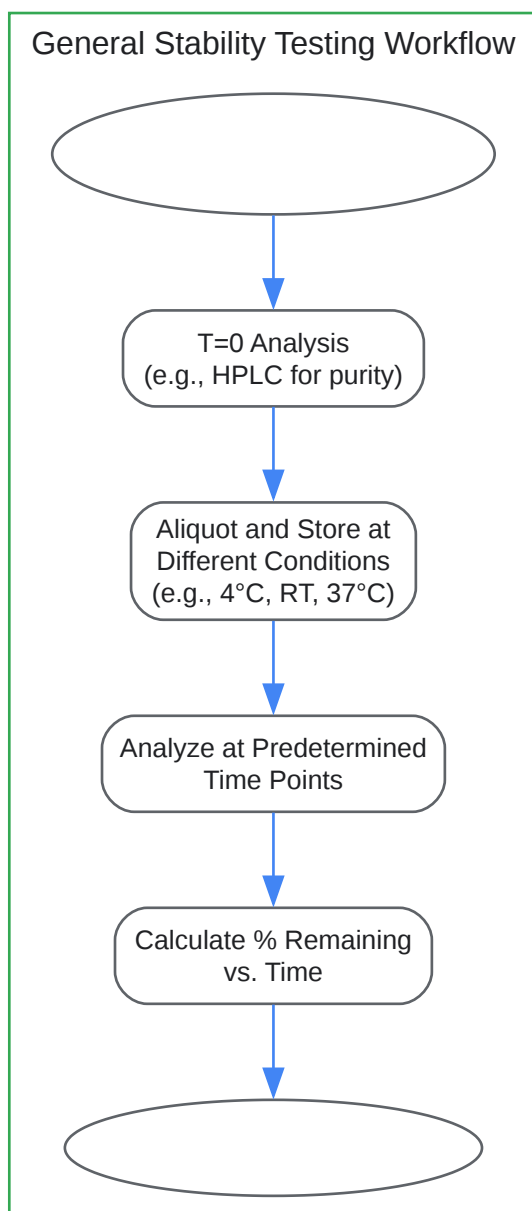 General Stability Testing Workflow
T=0 Analysis
(e.g., HPLC for purity)
Aliquot and Store at
Different Conditions
(e.g., 4°C, RT, 37°C)
Analyze at Predetermined
Time Points
Calculate % Remaining
vs. Time